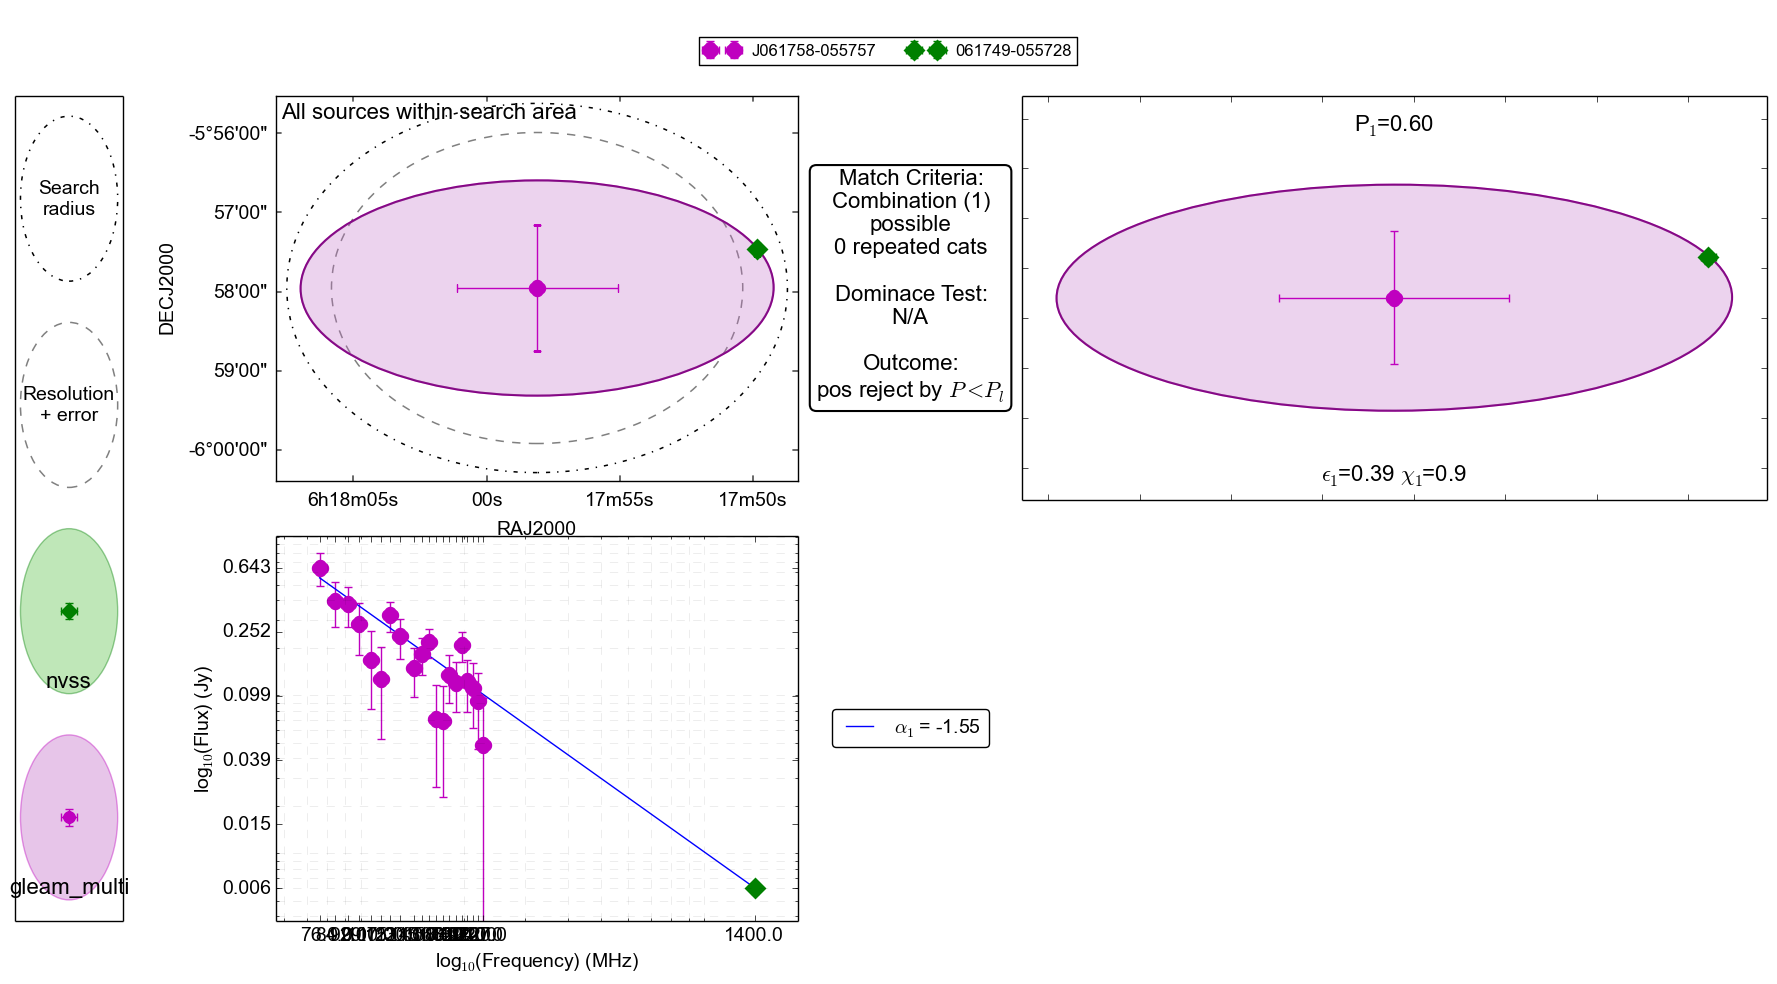 J061758-055757
061749-055728
Search
radius
Resolution
+ error
nvss
gleam_multi
All sources within search area
-5°56'00"
57'00"
58'00"
59'00"
-6°00'00"
DECJ2000
6h18m05s
00s
17m55s
17m50s
RAJ2000
Match Criteria:
Combination (1)
possible
0 repeated cats
Dominace Test:
N/A
Outcome:
pos reject by P<P_l
P_1=0.60
ϵ_1=0.39 χ_1=0.9
0.643
0.252
0.099
0.039
0.015
0.006
log_10(Flux) (Jy)
1400.0
log_10(Frequency) (MHz)
α_1 = -1.55